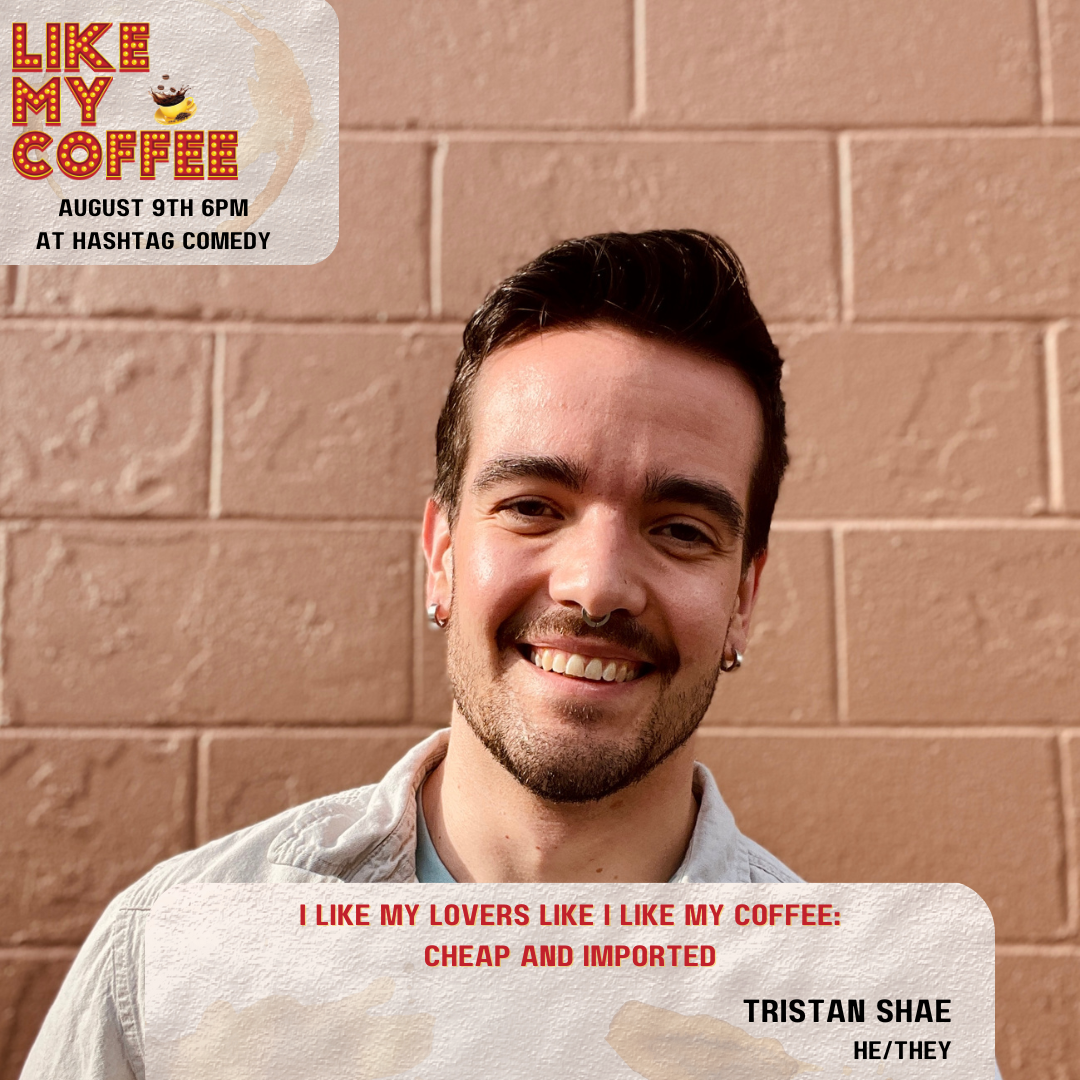 LIKE
MY
COFFEE
AUGUST 9TH 6PM
AT HASHTAG COMEDY
I LIKE MY LOVERS LIKE I LIKE MY COFFEE:
CHEAP AND IMPORTED
TRISTAN SHAE
HE/THEY